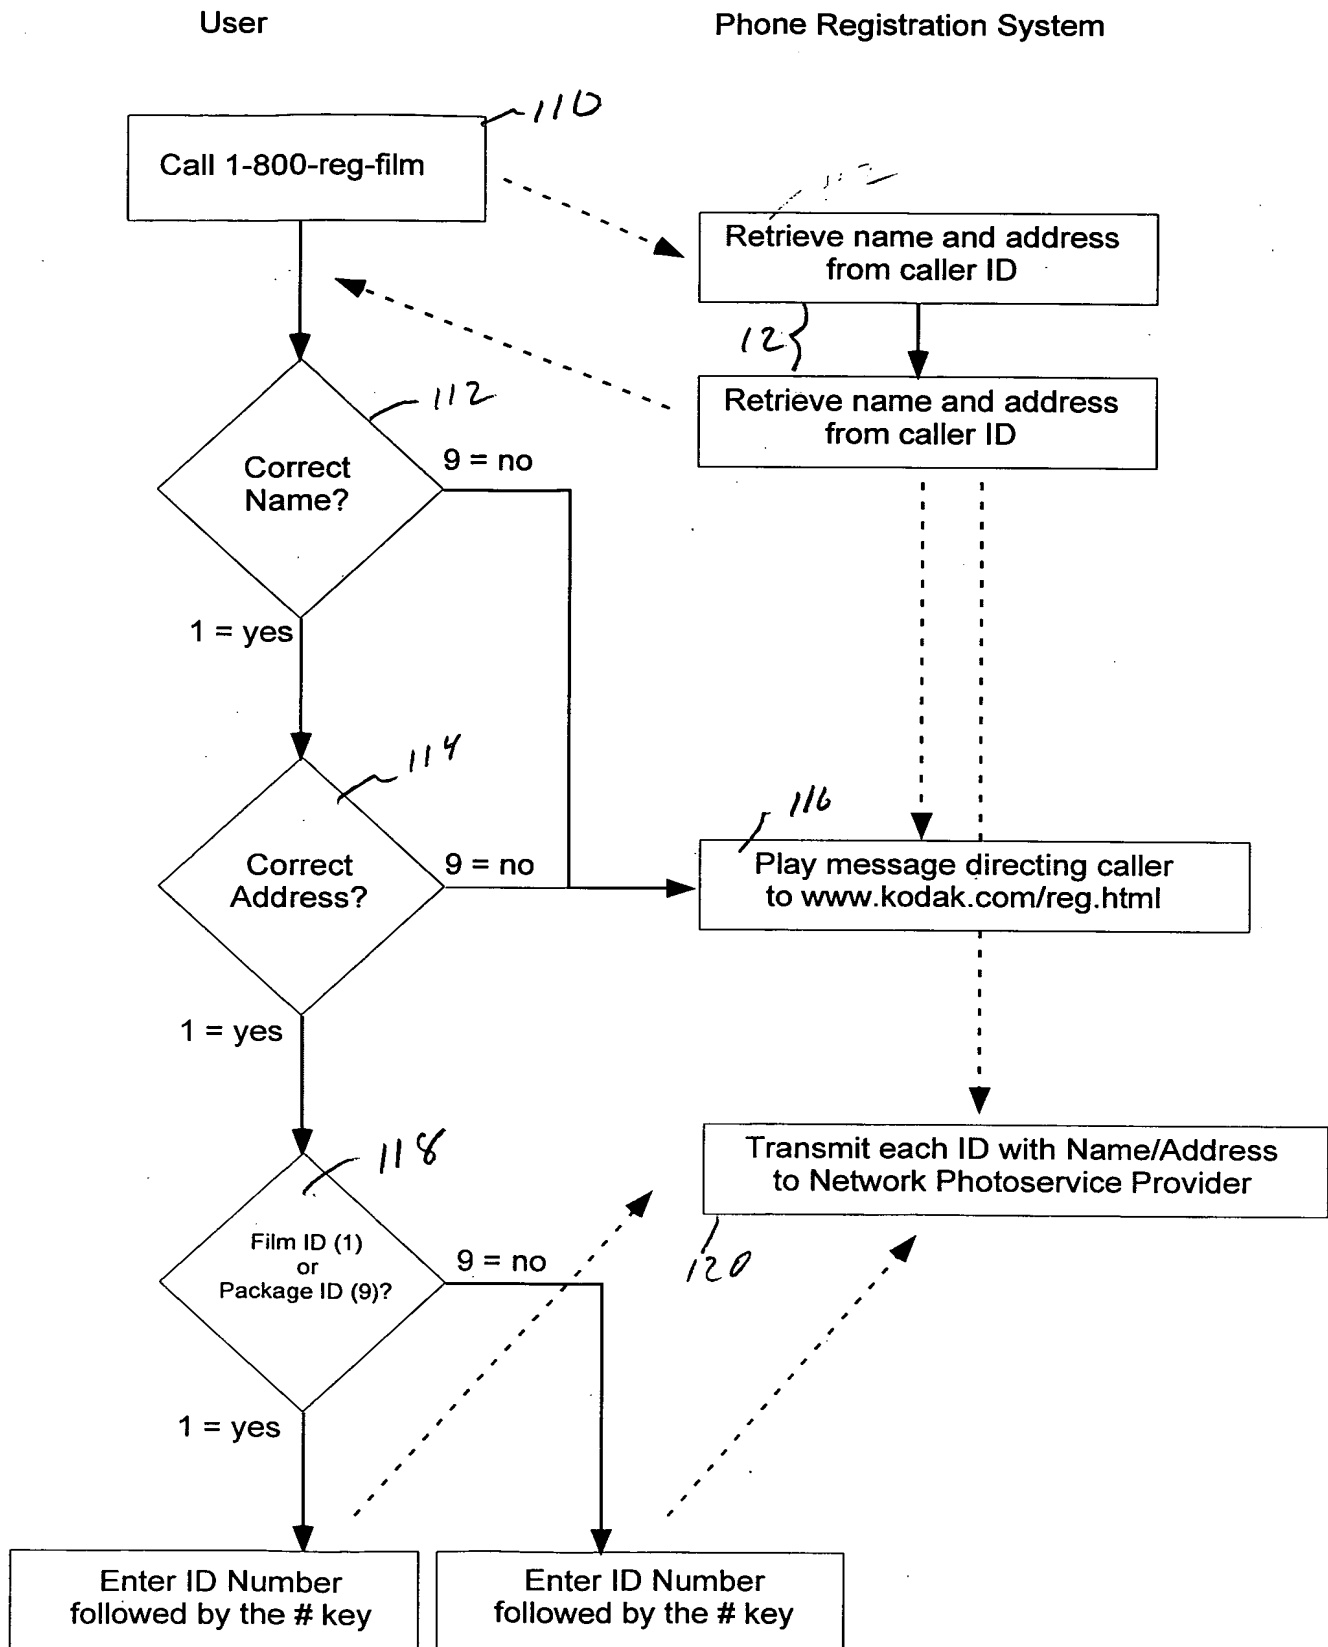 User
Phone Registration System
110
Call 1-800-reg-film
Retrieve name and address
from caller ID
12
Retrieve name and address
from caller ID
112
Correct
Name?
9 = no
1 = yes
114
116
Correct
Address?
9 = no
Play message directing caller
to www.kodak.com/reg.html
1 = yes
118
Transmit each ID with Name/Address
to Network Photoservice Provider
120
Film ID (1)
or
Package ID (9)?
9 = no
1 = yes
Enter ID Number
followed by the # key
Enter ID Number
followed by the # key